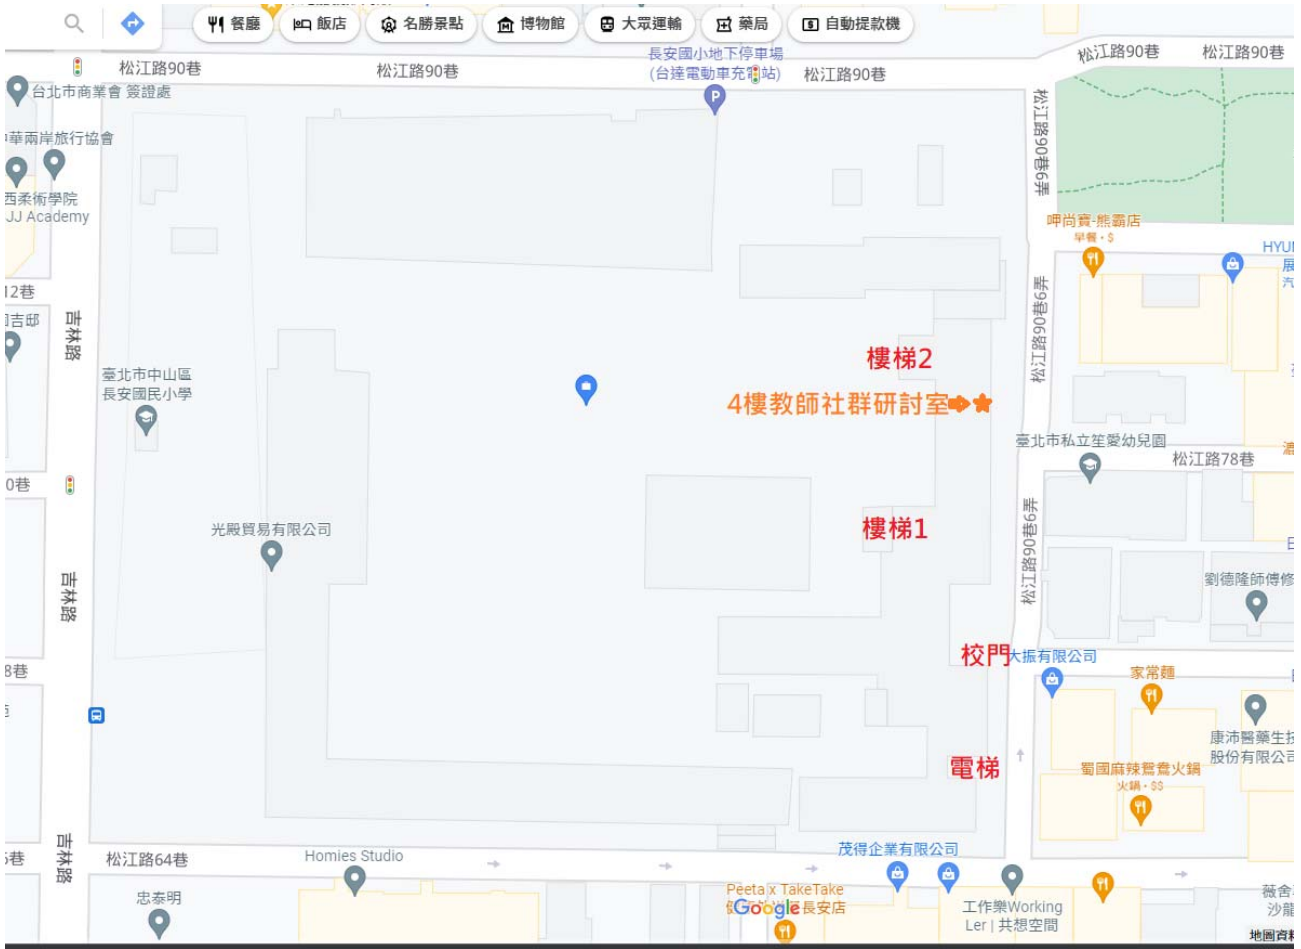 餐廳
飯店
名勝景點
博物館
大眾運輸
藥局
自動提款機
松江路90巷
松江路90巷
長安國小地下停車場
(台達電動車充電站)
松江路90巷
松江路90巷
松江路90巷
P
台北市商業會 簽證處
華兩岸旅行協會
西柔術學院
JJ Academy
松江路90巷6弄
呷尚寶-熊霸店
早餐·$
HYU
12巷
吉邸
吉林路
松江路90巷6弄
臺北市中山區
長安國民小學
樓梯2
4樓教師社群研討室
臺北市私立笙愛幼兒園
松江路78巷
0巷
光殿貿易有限公司
樓梯1
松江路90巷6弄
吉林路
劉德隆師傅修
校門
大振有限公司
8巷
家常麵
康沛醫藥生技
股份有限公司
電梯
蜀國麻辣鴛鴦火鍋
火鍋·$$
吉林路
巷
松江路64巷
Homies Studio
茂得企業有限公司
忠泰明
Peeta x TakeTake
長安店
Google
工作樂Working
Ler | 共想空間
薇舍
沙龍
地圖資料